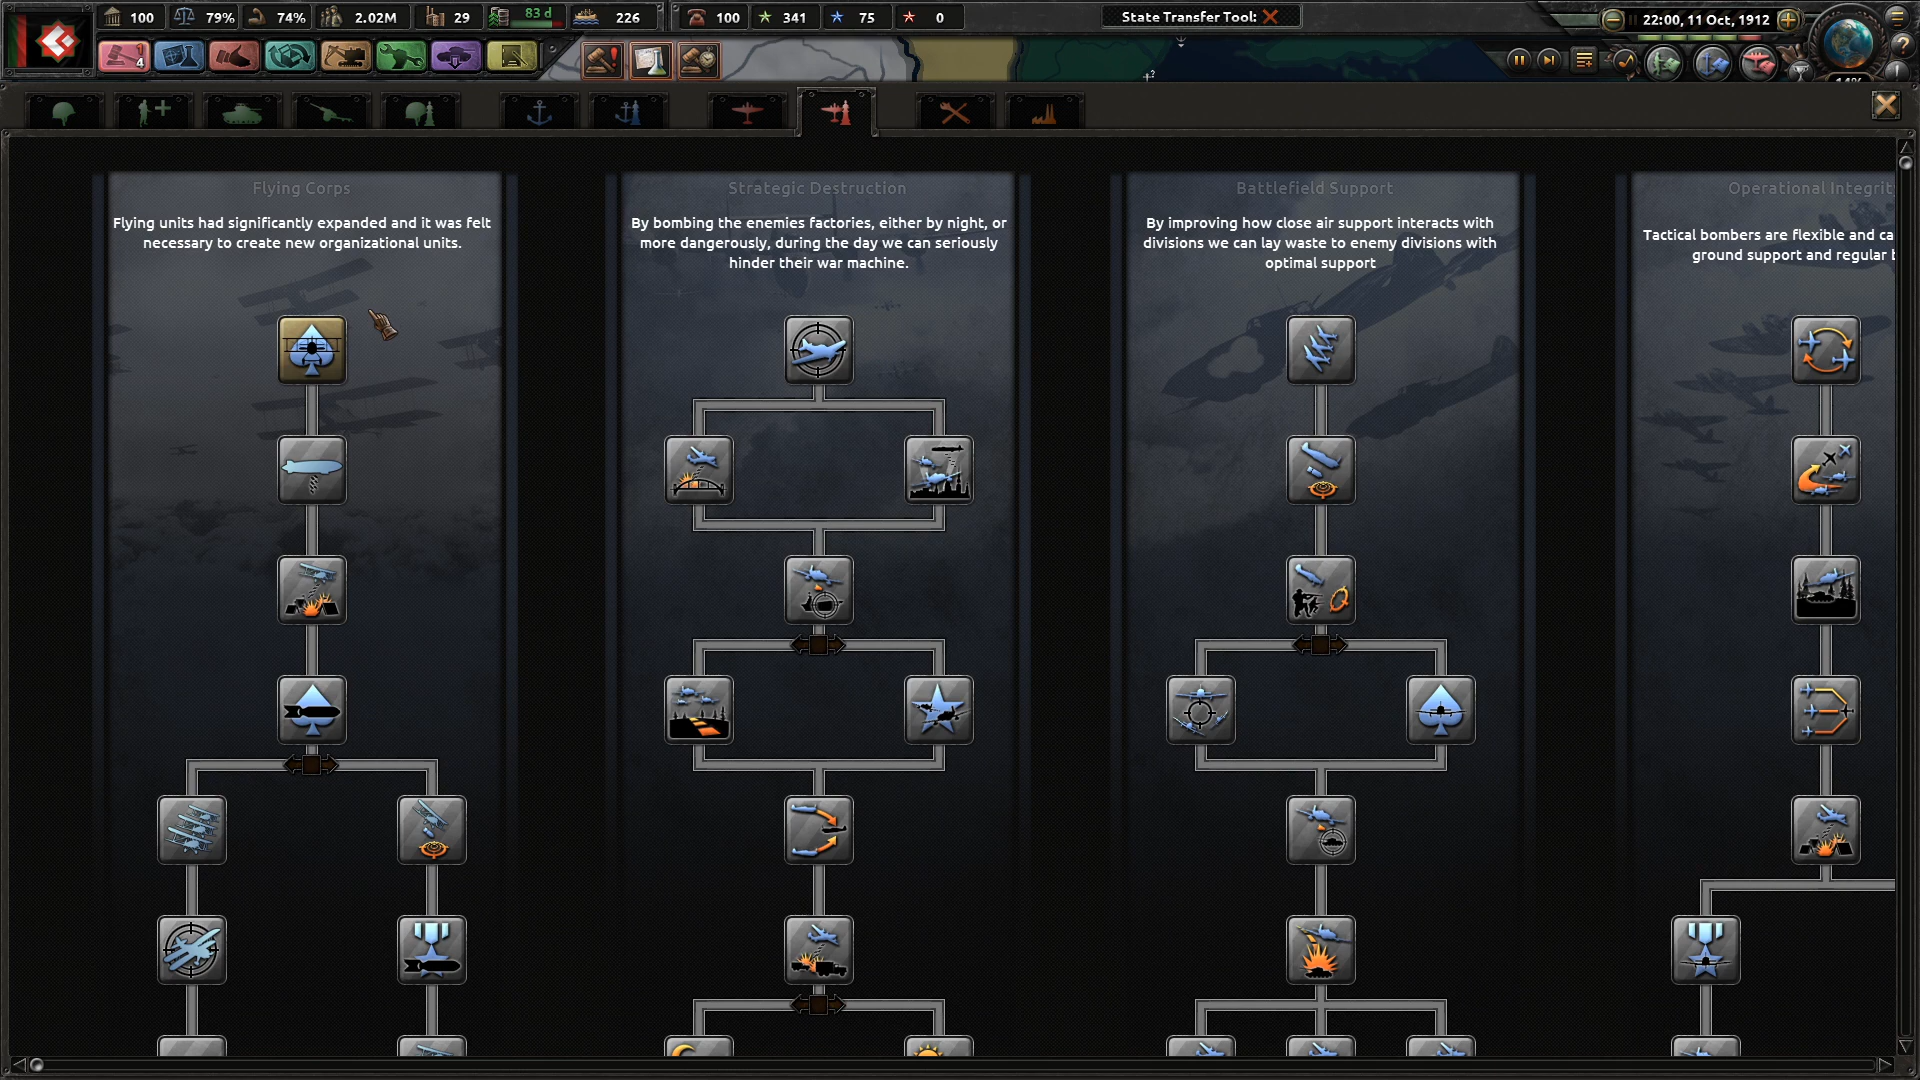 100
79%
74%
2.02M
29
83 d
226
100
341
75
0
State Transfer Tool:
22:00, 11 Oct, 1912
1
4
Flying Corps
Flying units had significantly expanded and it was felt
necessary to create new organizational units.
Strategic Destruction
By bombing the enemies factories, either by night, or
more dangerously, during the day we can seriously
hinder their war machine.
Battlefield Support
By improving how close air support interacts with
divisions we can lay waste to enemy divisions with
optimal support
Operational Integrit
Tactical bombers are flexible and ca
ground support and regular b